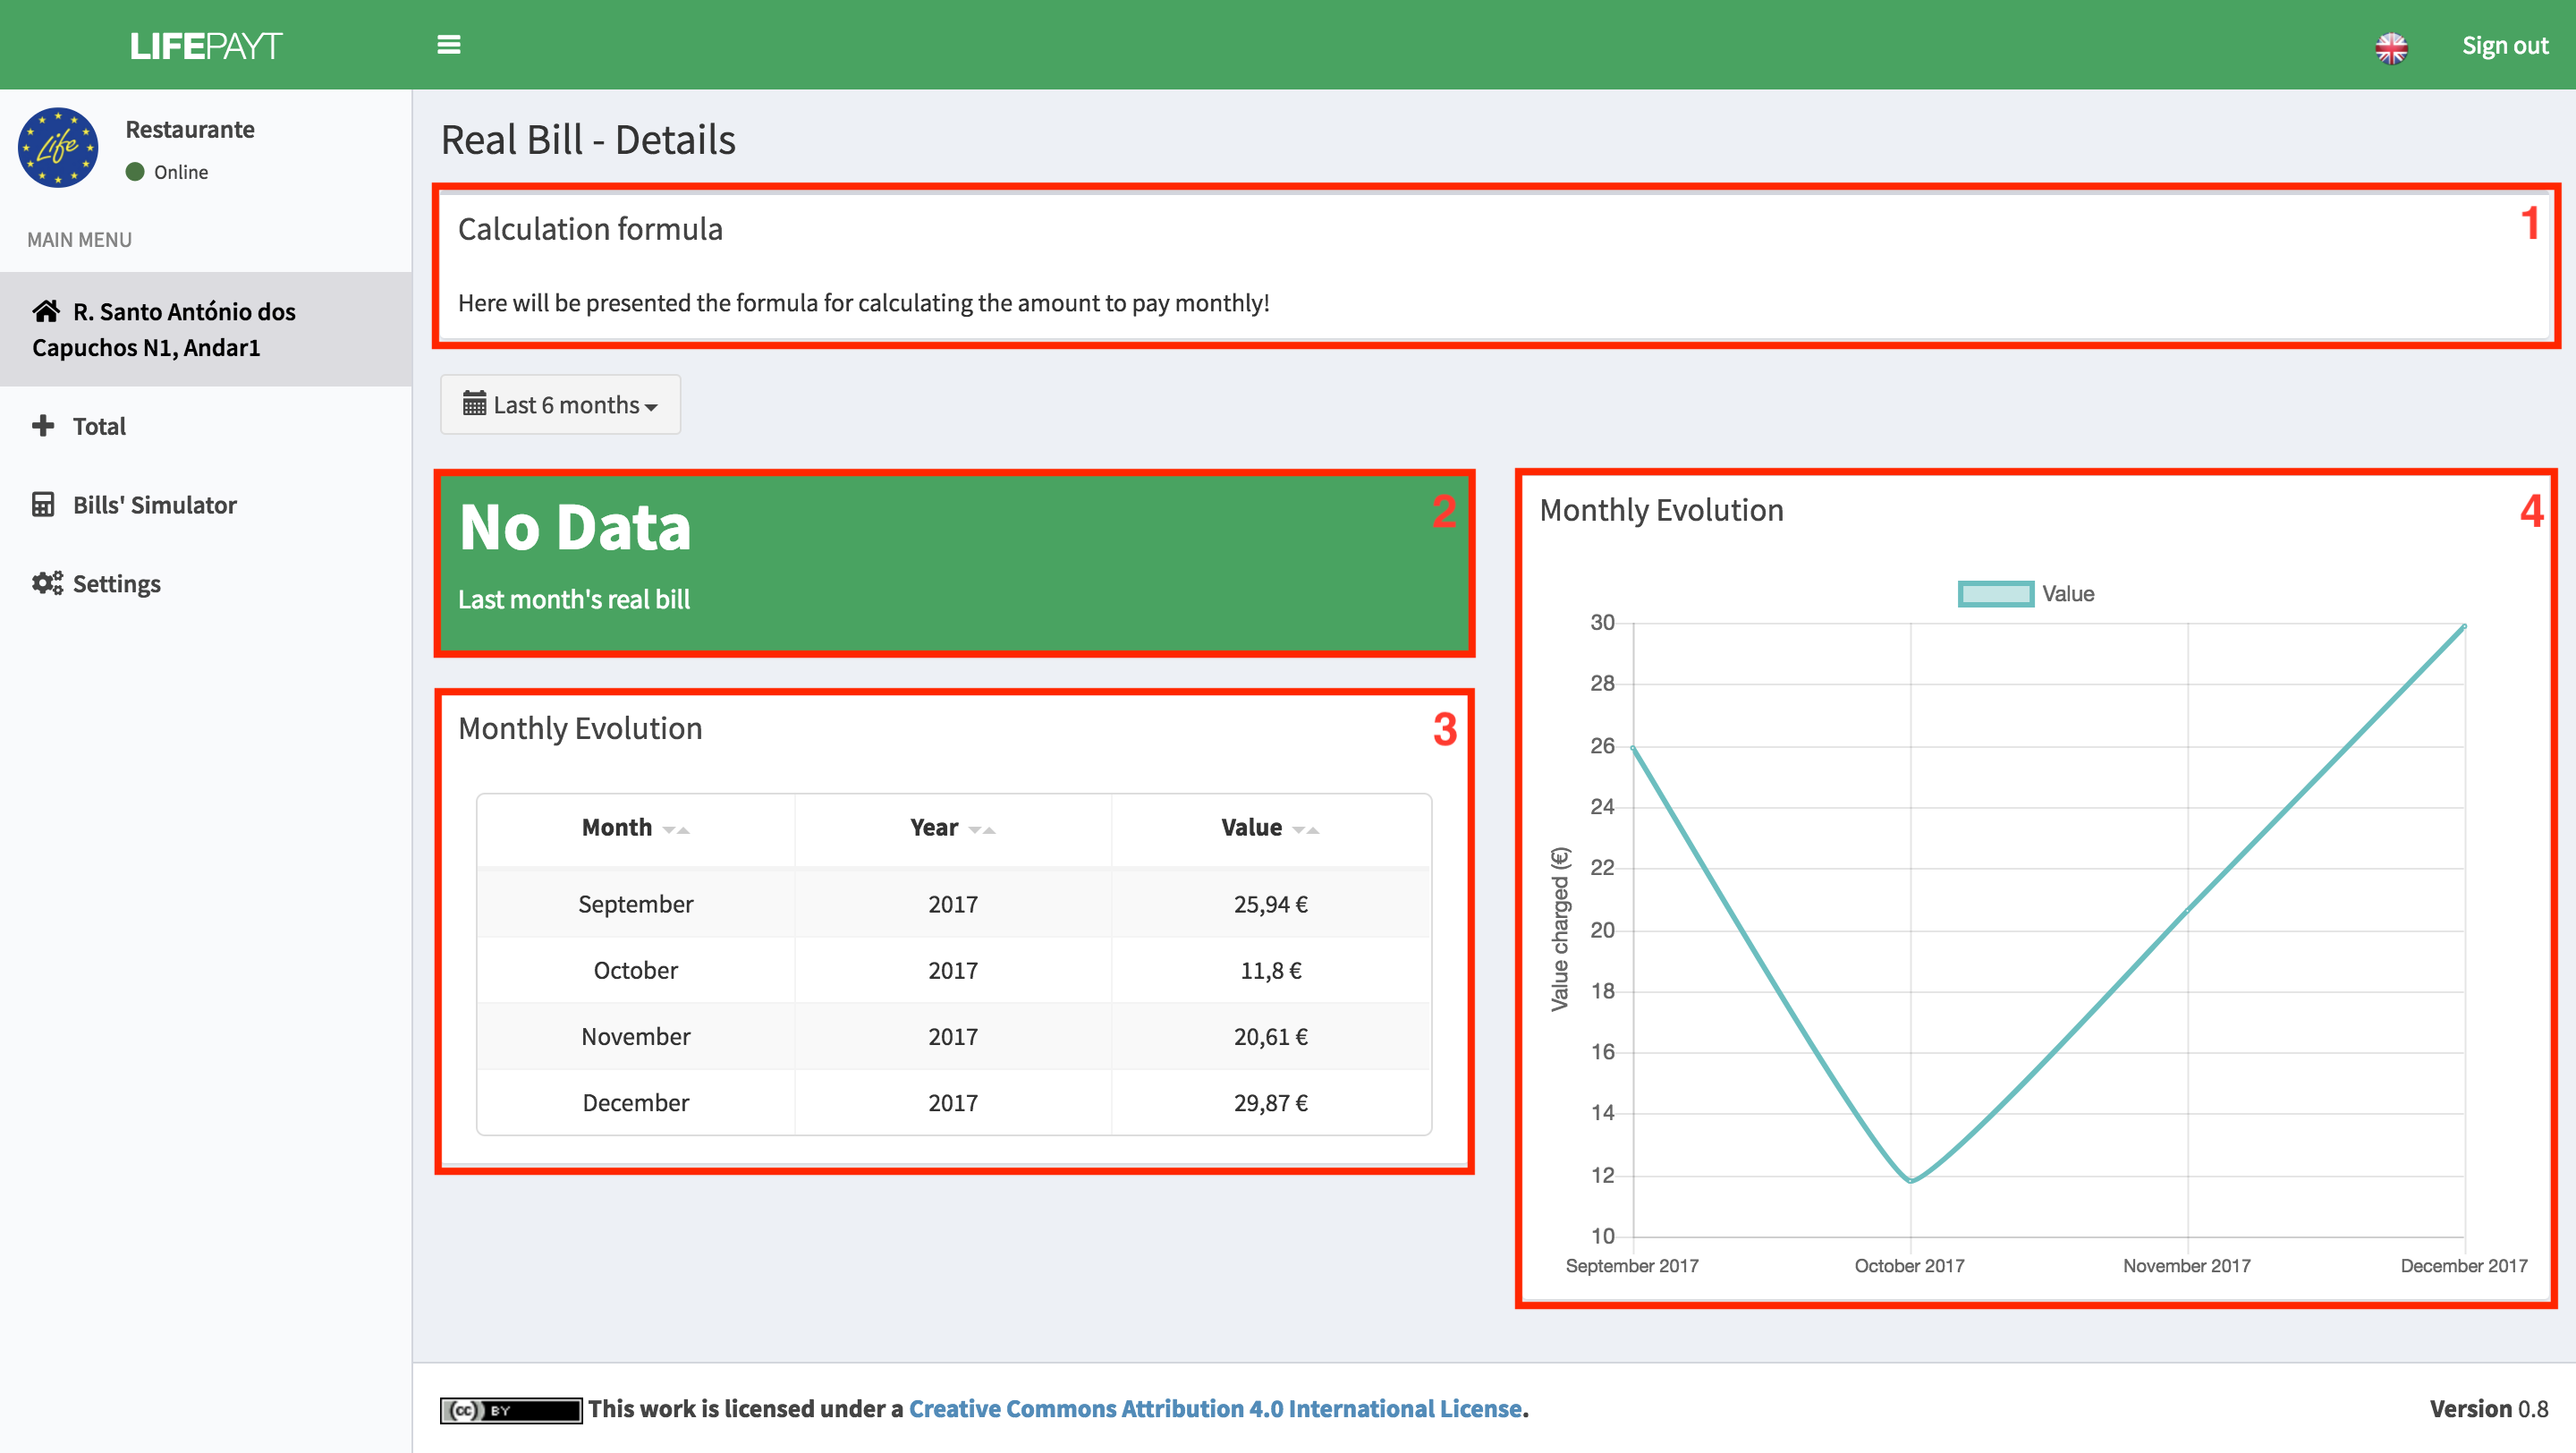 LIFEPAYT
Sign out
Life
Restaurante
Online
MAIN MENU
R. Santo António dos
Capuchos N1, Andar1
Total
Bills' Simulator
Settings
Real Bill - Details
Calculation formula
1
Here will be presented the formula for calculating the amount to pay monthly!
Last 6 months
No Data
2
Last month's real bill
Monthly Evolution
3
Month Year Value
September 2017 25,94 €
October 2017 11,8 €
November 2017 20,61 €
December 2017 29,87 €
Monthly Evolution
4
Value
Value charged (€)
30
28
26
24
22
20
18
16
14
12
10
September 2017 October 2017 November 2017 December 2017
(cc) BY
This work is licensed under a Creative Commons Attribution 4.0 International License.
Version 0.8